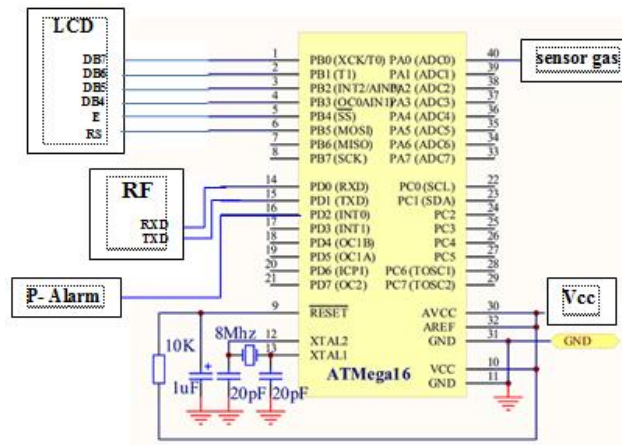 LCD
DB7
DB6
DB5
DB4
E
RS
RF
RXD
TXD
P- Alarm
1 PB0 (XCK/T0) PA0 (ADC0) 40
2 PB1 (T1) PA1 (ADC1) 39
3 PB2 (INT2/AIN0) PA2 (ADC2) 38
4 PB3 (OC0AIN1) PA3 (ADC3) 37
5 PB4 (SS) PA4 (ADC4) 36
6 PB5 (MOSI) PA5 (ADC5) 35
7 PB6 (MISO) PA6 (ADC6) 34
8 PB7 (SCK) PA7 (ADC7) 33
14 PD0 (RXD) PC0 (SCL) 22
15 PD1 (TXD) PC1 (SDA) 23
16 PD2 (INT0) PC2 24
17 PD3 (INT1) PC3 25
18 PD4 (OC1B) PC4 26
19 PD5 (OC1A) PC5 27
20 PD6 (ICP1) PC6 (TOSC1) 28
21 PD7 (OC2) PC7 (TOSC2) 29
9 RESET AVCC 30
AREF 32
12 XTAL2 GND 31
13 XTAL1
VCC 10
ATMega16 GND 11
sensor gas
Vcc
GND
10K
8Mhz
+
1uF
20pF
20pF